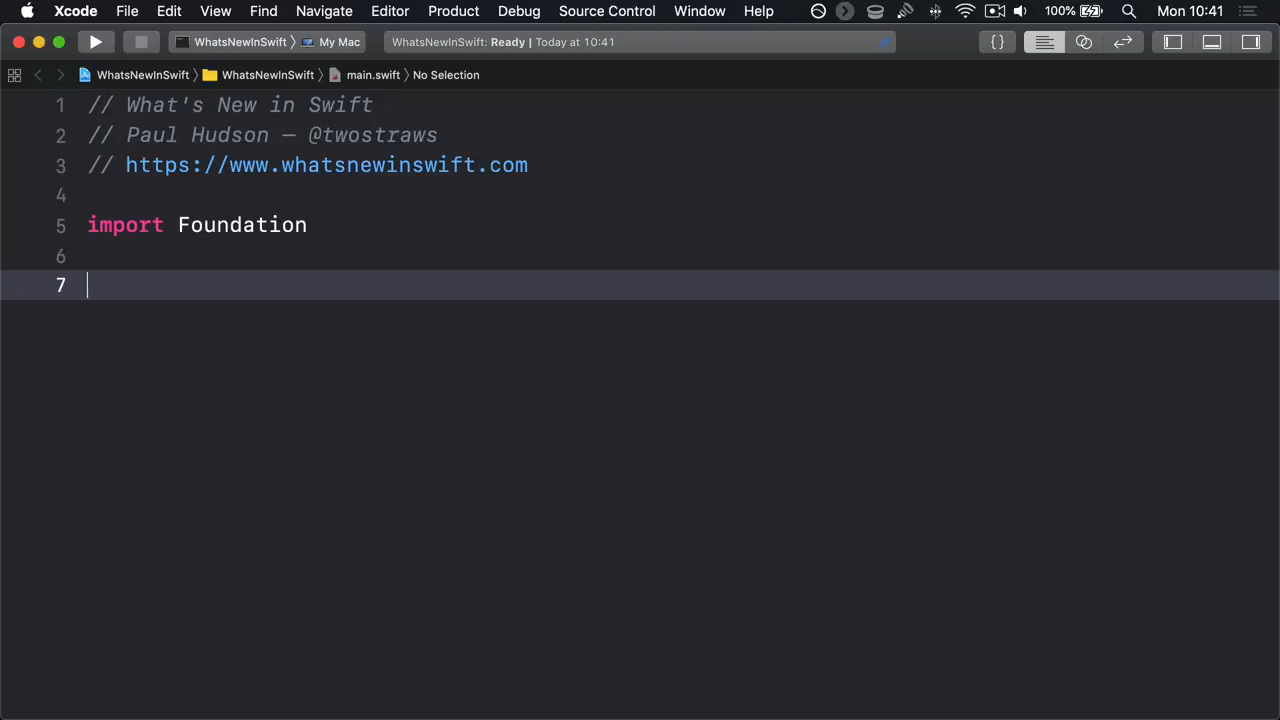 Xcode File Edit View Find Navigate Editor Product Debug Source Control Window Help 100% Mon 10:41
WhatsNewInSwift 〉 My Mac WhatsNewInSwift: Ready | Today at 10:41 {}
WhatsNewInSwift 〉 WhatsNewInSwift 〉 main.swift 〉 No Selection
1 // What's New in Swift
2 // Paul Hudson – @twostraws
3 // https://www.whatsnewinswift.com
4
5 import Foundation
6
7